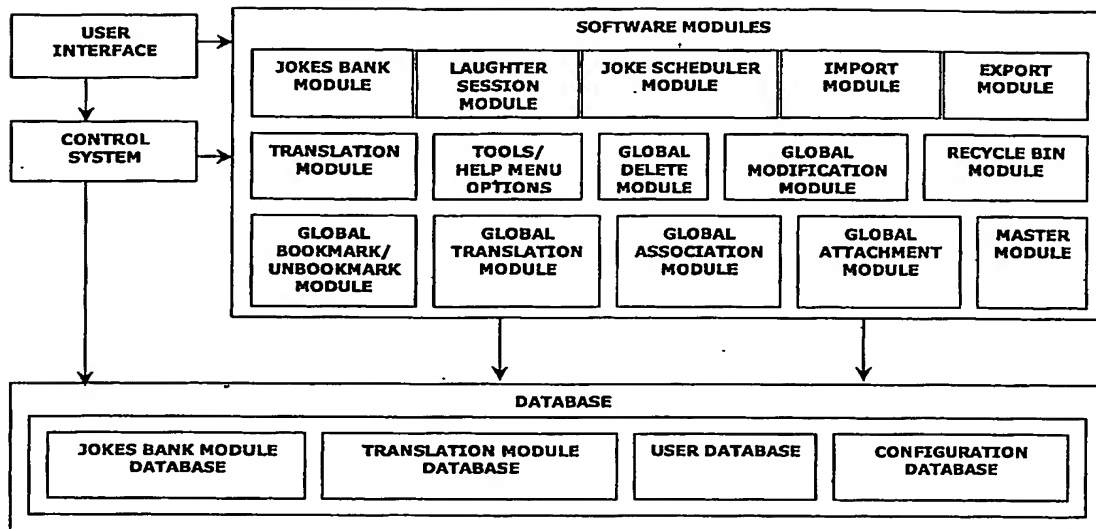 USER
INTERFACE
CONTROL
SYSTEM
SOFTWARE MODULES
JOKES BANK
MODULE
LAUGHTER
SESSION
MODULE
JOKE SCHEDULER
MODULE
IMPORT
MODULE
EXPORT
MODULE
TRANSLATION
MODULE
TOOLS/
HELP MENU
OPTIONS
GLOBAL
DELETE
MODULE
GLOBAL
MODIFICATION
MODULE
RECYCLE BIN
MODULE
GLOBAL
BOOKMARK/
UNBOOKMARK
MODULE
GLOBAL
TRANSLATION
MODULE
GLOBAL
ASSOCIATION
MODULE
GLOBAL
ATTACHMENT
MODULE
MASTER
MODULE
DATABASE
JOKES BANK MODULE
DATABASE
TRANSLATION MODULE
DATABASE
USER DATABASE
CONFIGURATION
DATABASE